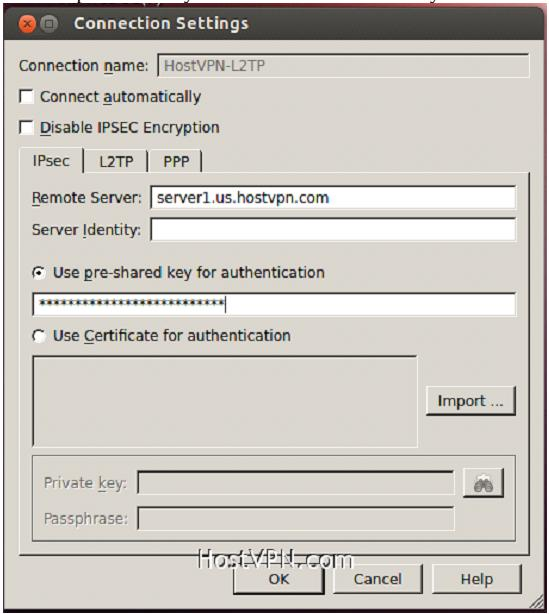 Connection Settings
Connection name: HostVPN-L2TP
Connect automatically
Disable IPSEC Encryption
IPsec L2TP PPP
Remote Server: server1.us.hostvpn.com
Server Identity:
Use pre-shared key for authentication
**************************
Use Certificate for authentication
Import ...
Private key:
Passphrase:
HostVPN.com
OK Cancel Help